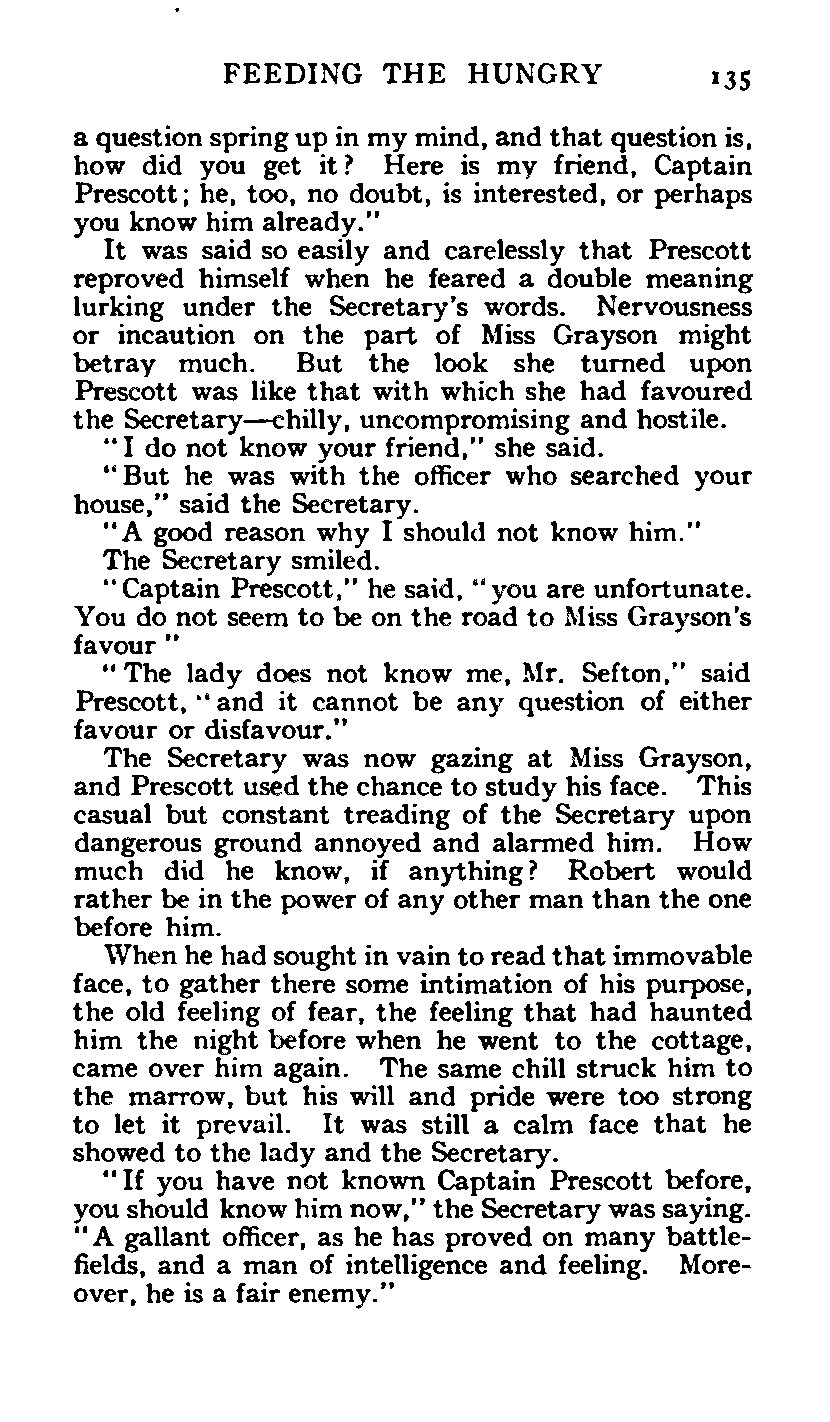 FEEDING THE HUNGRY 135
a question spring up in my mind, and that question is,
how did you get it? Here is my friend, Captain
Prescott; he, too, no doubt, is interested, or perhaps
you know him already."
It was said so easily and carelessly that Prescott
reproved himself when he feared a double meaning
lurking under the Secretary's words. Nervousness
or incaution on the part of Miss Grayson might
betray much. But the look she turned upon
Prescott was like that with which she had favoured
the Secretary—chilly, uncompromising and hostile.
"I do not know your friend," she said.
"But he was with the officer who searched your
house," said the Secretary.
"A good reason why I should not know him."
The Secretary smiled.
"Captain Prescott," he said, "you are unfortunate.
You do not seem to be on the road to Miss Grayson's
favour"
"The lady does not know me, Mr. Sefton," said
Prescott, "and it cannot be any question of either
favour or disfavour."
The Secretary was now gazing at Miss Grayson,
and Prescott used the chance to study his face. This
casual but constant treading of the Secretary upon
dangerous ground annoyed and alarmed him. How
much did he know, if anything? Robert would
rather be in the power of any other man than the one
before him.
When he had sought in vain to read that immovable
face, to gather there some intimation of his purpose,
the old feeling of fear, the feeling that had haunted
him the night before when he went to the cottage,
came over him again. The same chill struck him to
the marrow, but his will and pride were too strong
to let it prevail. It was still a calm face that he
showed to the lady and the Secretary.
"If you have not known Captain Prescott before,
you should know him now," the Secretary was saying.
"A gallant officer, as he has proved on many battle-
fields, and a man of intelligence and feeling. More-
over, he is a fair enemy."